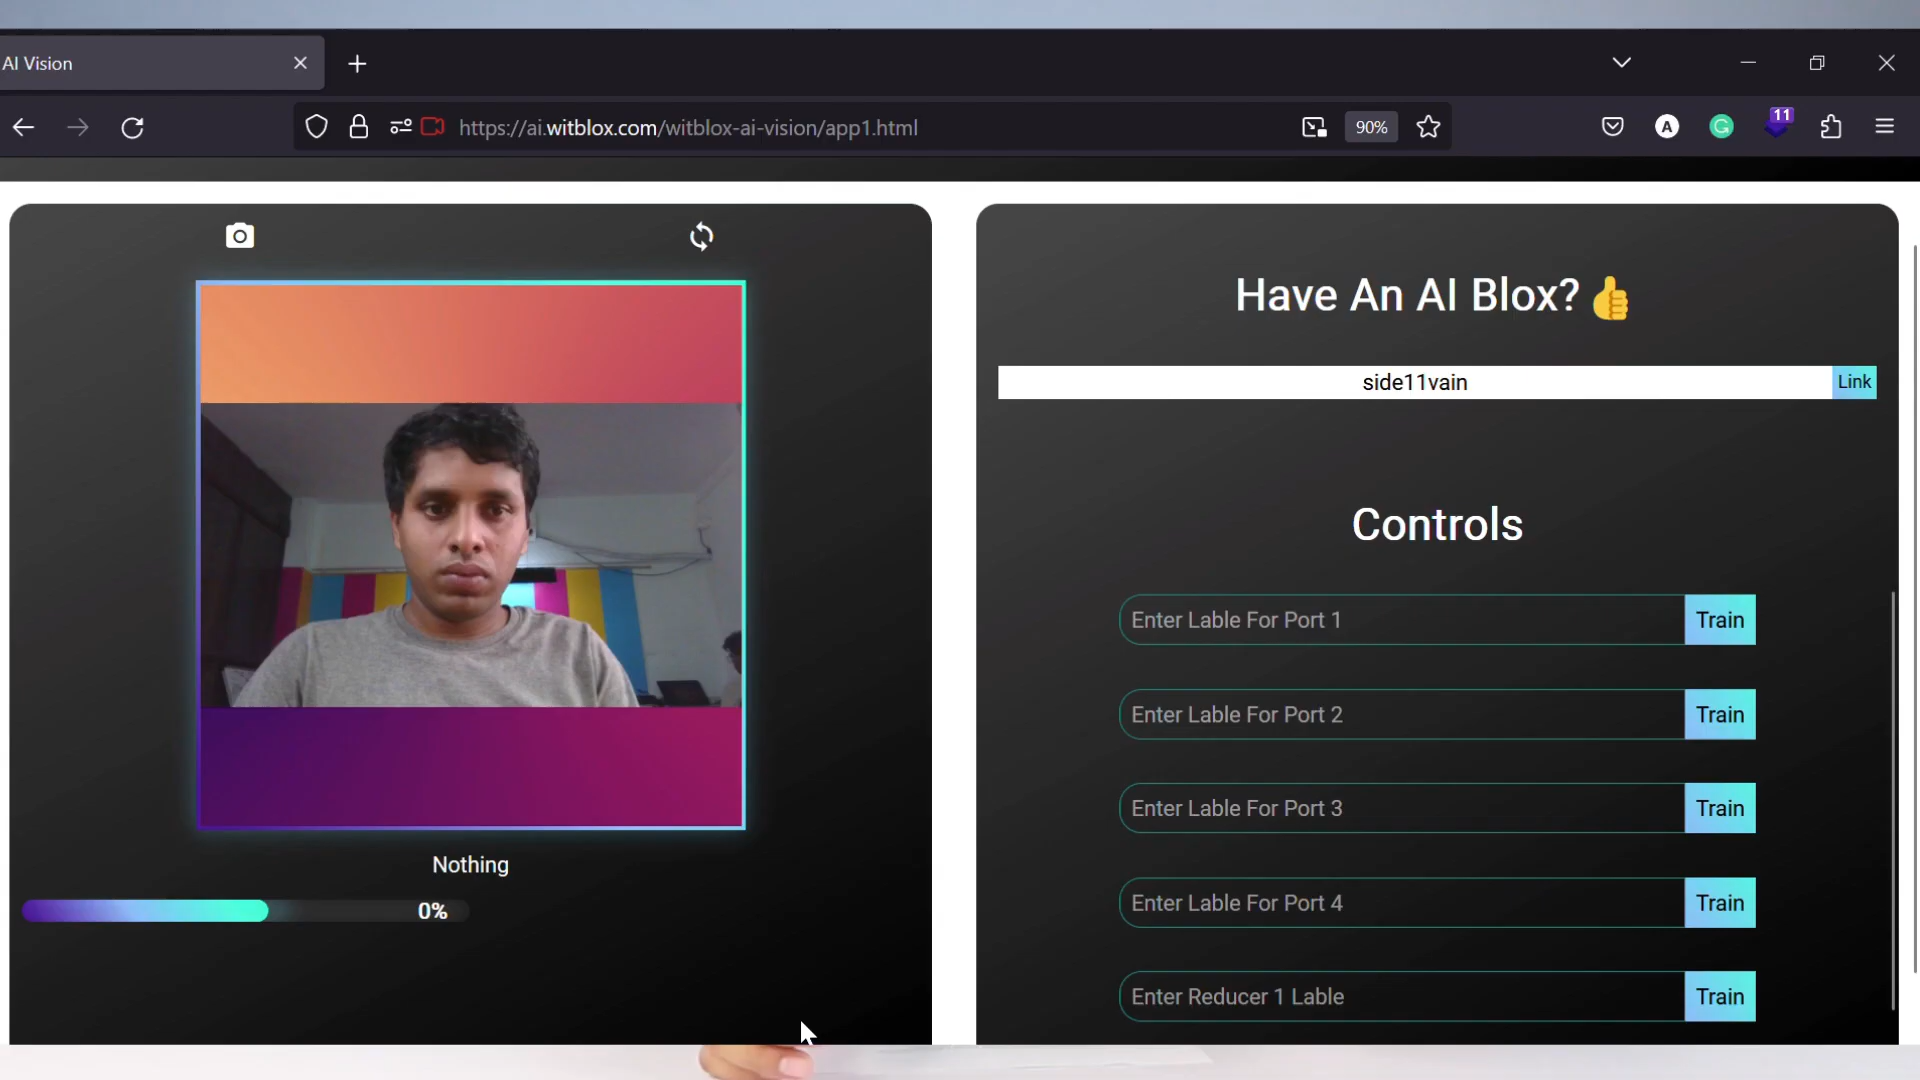 AI Vision
https://ai.witblox.com/witblox-ai-vision/app1.html
90%
A
G
11
Have An AI Blox? 👍
side11vain
Link
Controls
Enter Lable For Port 1
Train
Enter Lable For Port 2
Train
Enter Lable For Port 3
Train
Enter Lable For Port 4
Train
Enter Reducer 1 Lable
Train
Nothing
0%